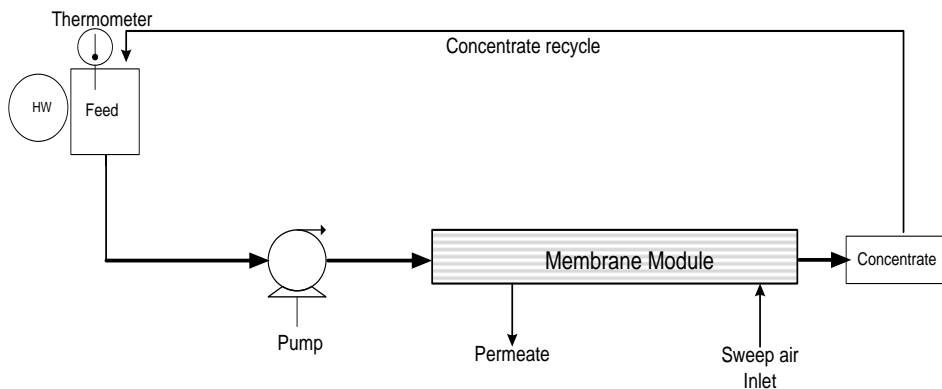 Thermometer
Concentrate recycle
HW
Feed
Membrane Module
Concentrate
Pump
Permeate
Sweep air
Inlet